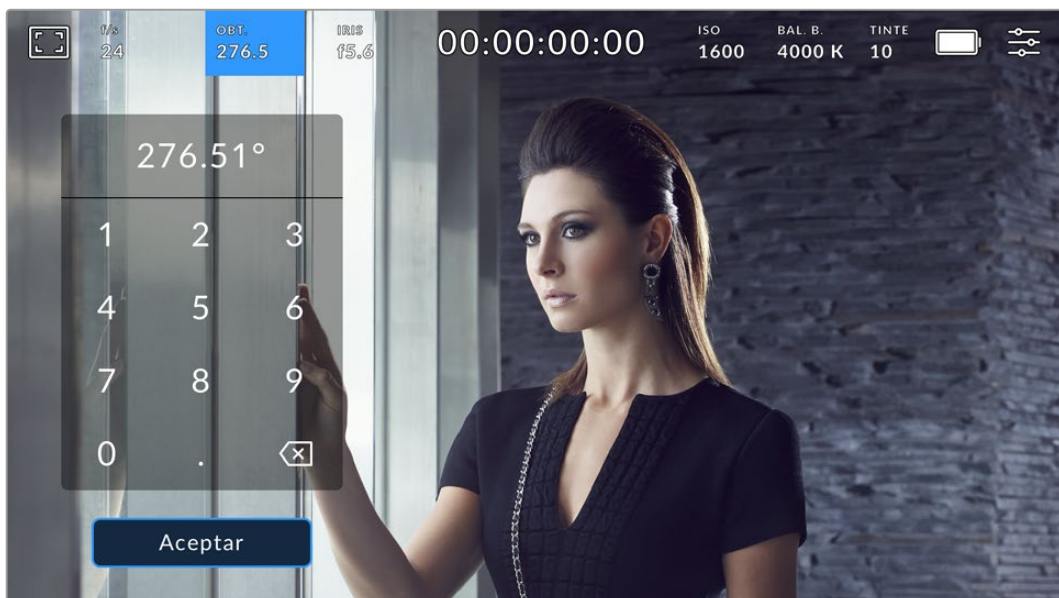 f/s OBT. IRIS ISO BAL. B. TINTE
24 276.5 f5.6 00:00:00:00 1600 4000 K 10
276.51°
1 2 3
4 5 6
7 8 9
0 .
Aceptar